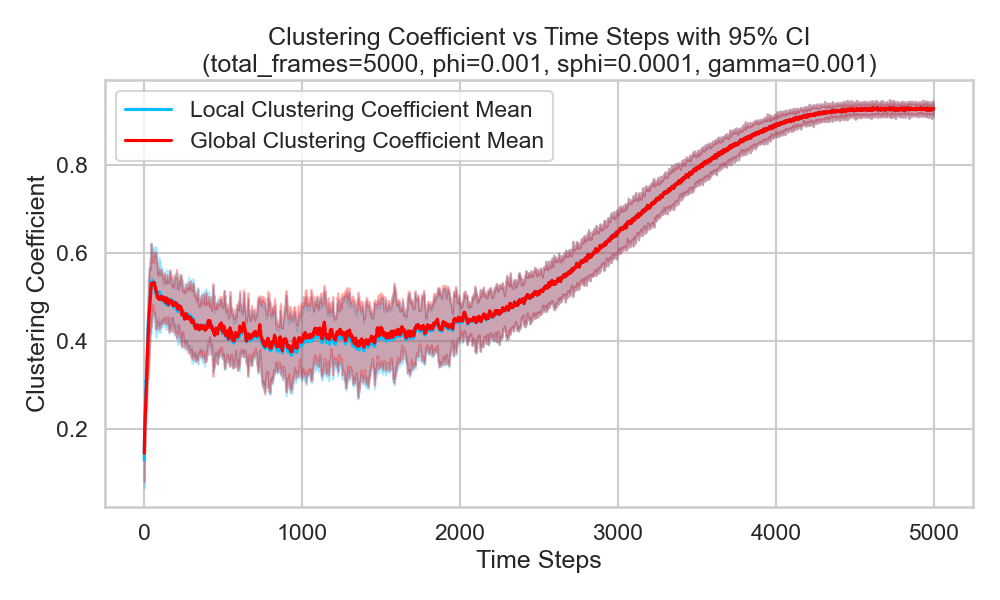 Clustering Coefficient vs Time Steps with 95% CI
(total_frames=5000, phi=0.001, sphi=0.0001, gamma=0.001)
Local Clustering Coefficient Mean
Global Clustering Coefficient Mean
Clustering Coefficient
0.8
0.6
0.4
0.2
0 1000 2000 3000 4000 5000
Time Steps